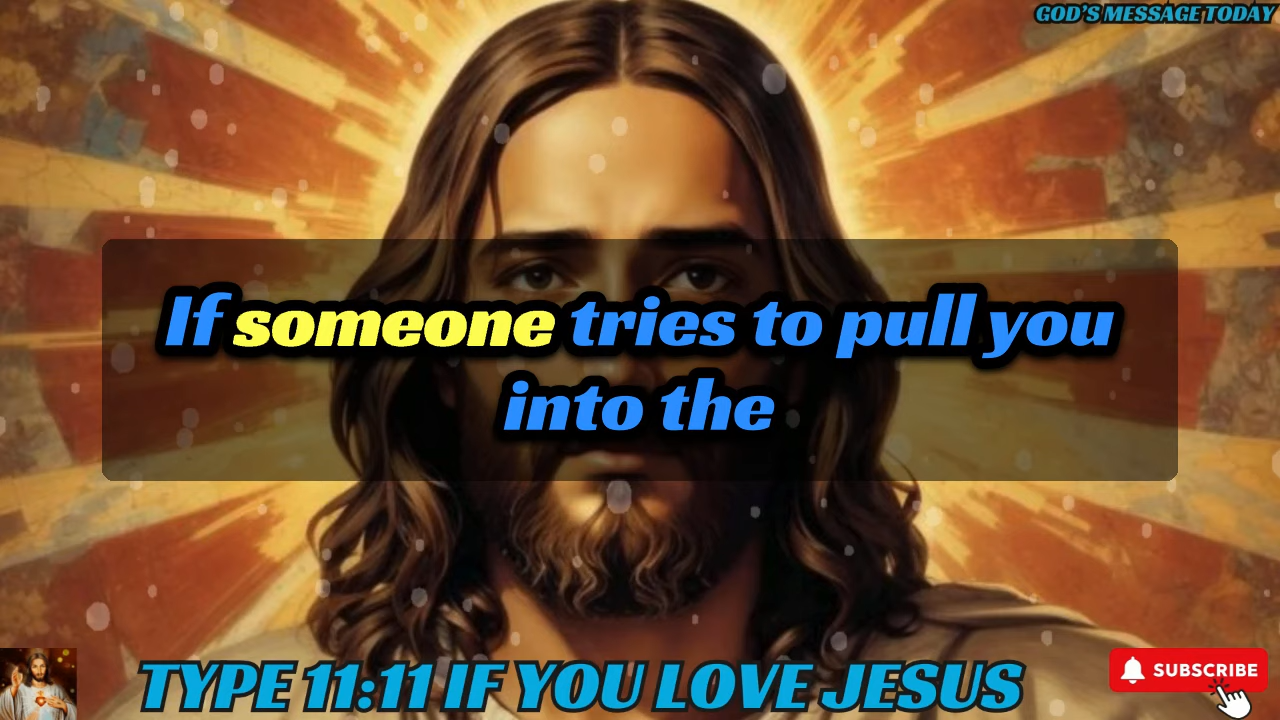 GOD'S MESSAGE TODAY
If someone tries to pull you
into the
TYPE 11:11 IF YOU LOVE JESUS
SUBSCRIBE